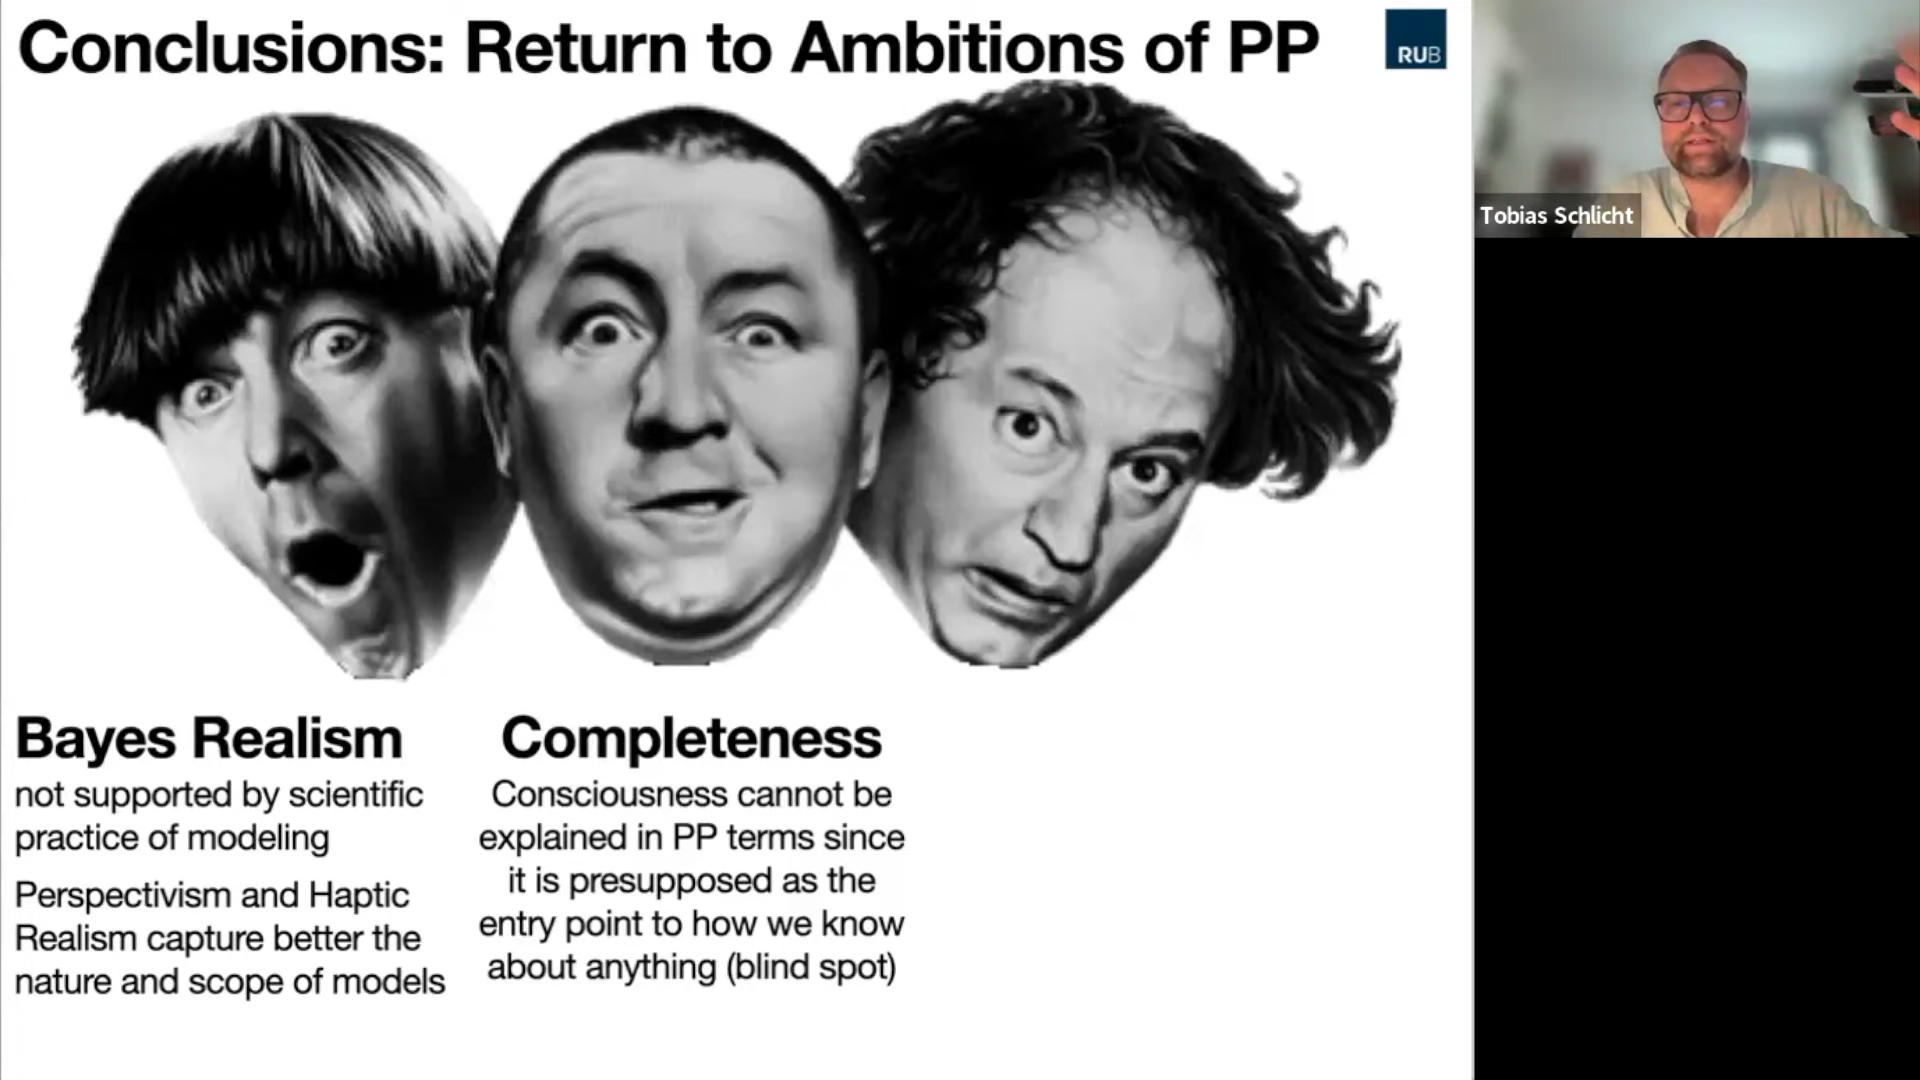 Conclusions: Return to Ambitions of PP
RUB
Tobias Schlicht
Bayes Realism
not supported by scientific
practice of modeling
Perspectivism and Haptic
Realism capture better the
nature and scope of models
Completeness
Consciousness cannot be
explained in PP terms since
it is presupposed as the
entry point to how we know
about anything (blind spot)